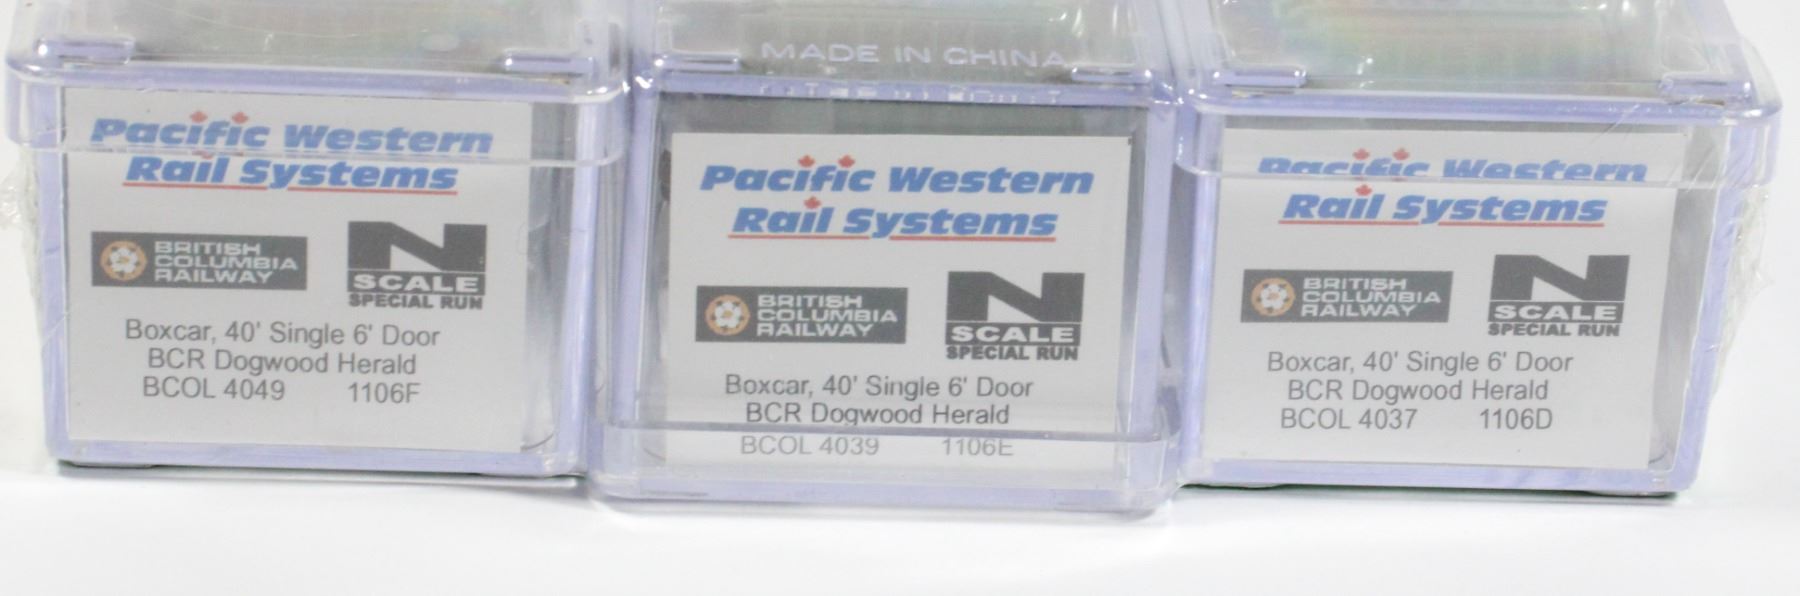 Pacific Western
Rail Systems
BRITISH
COLUMBIA
RAILWAY
N
SCALE
SPECIAL RUN
Boxcar, 40' Single 6' Door
BCR Dogwood Herald
BCOL 4049 1106F
MADE IN CHINA
Pacific Western
Rail Systems
BRITISH
COLUMBIA
RAILWAY
N
SCALE
SPECIAL RUN
Boxcar, 40' Single 6' Door
BCR Dogwood Herald
BCOL 4039 1106E
Pacific Western
Rail Systems
BRITISH
COLUMBIA
RAILWAY
N
SCALE
SPECIAL RUN
Boxcar, 40' Single 6' Door
BCR Dogwood Herald
BCOL 4037 1106D